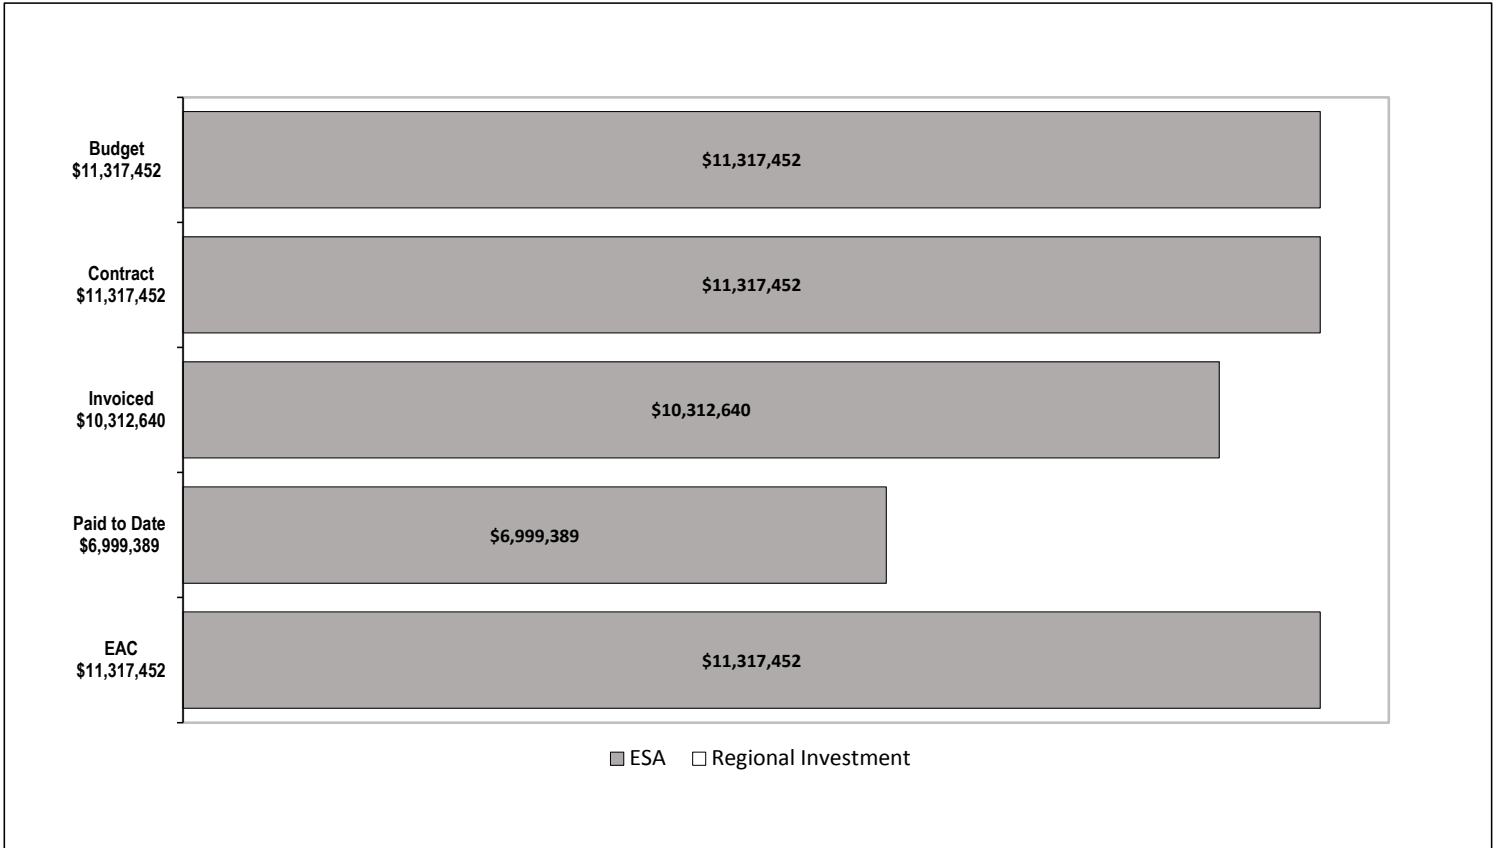 Budget
$11,317,452
$11,317,452
Contract
$11,317,452
$11,317,452
Invoiced
$10,312,640
$10,312,640
Paid to Date
$6,999,389
$6,999,389
EAC
$11,317,452
$11,317,452
ESA Regional Investment